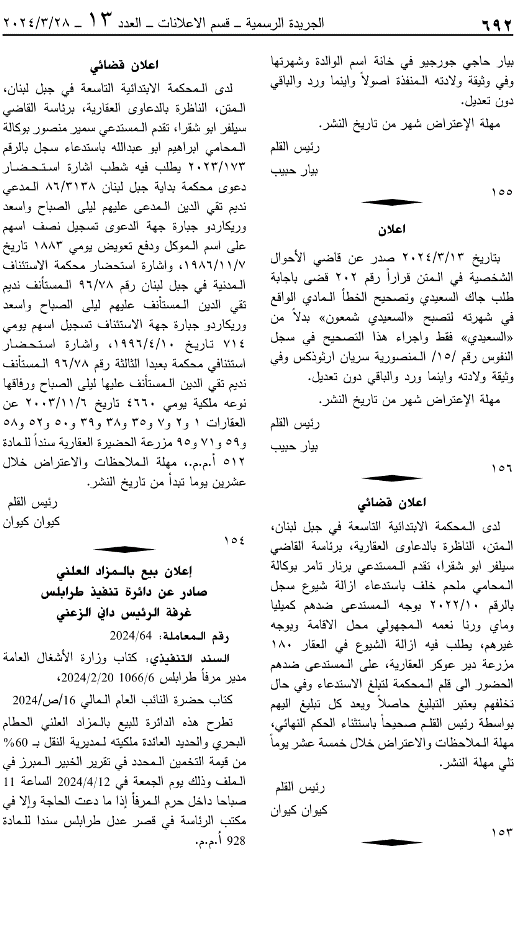 ٦٩٢
الجريدة الرسمية ــ قسم الاعلانات ــ العدد ١٣ ــ ٢٠٢٤/٣/٢٨
بيار حاجي جورجيو في خانة اسم الوالدة وشهرتها
وفي وثيقة ولادته المنفذة اصولاً واينما ورد والباقي
دون تعديل.
مهلة الإعتراض شهر من تاريخ النشر.
رئيس القلم
بيار حبيب
١٥٥
اعلان
بتاريخ ٢٠٢٤/٣/١٣ صدر عن قاضي الأحوال
الشخصية في المتن قراراً رقم ٢٠٢ قضى باجابة
طلب جاك السعيدي وتصحيح الخطأ المادي الواقع
في شهرته لتصبح «السعيدي شمعون» بدلاً من
«السعيدي» فقط واجراء هذا التصحيح في سجل
النفوس رقم /١٥/ المنصورية سريان ارثوذكس وفي
وثيقة ولادته واينما ورد والباقي دون تعديل.
مهلة الإعتراض شهر من تاريخ النشر.
رئيس القلم
بيار حبيب
١٥٦
اعلان قضائي
لدى المحكمة الابتدائية التاسعة في جبل لبنان،
المتن، الناظرة بالدعاوى العقارية، برئاسة القاضي
سيلفر ابو شقرا، تقدم المستدعي برنار تامر بوكالة
المحامي ملحم خلف باستدعاء ازالة شيوع سجل
بالرقم ٢٠٢٢/١٠ بوجه المستدعى ضدهم كميليا
وماي ورنا نعمه المجهولي محل الاقامة وبوجه
غيرهم، يطلب فيه ازالة الشيوع في العقار ١٨٠
مزرعة دير عوكر العقارية، على المستدعى ضدهم
الحضور الى قلم المحكمة لتبلغ الاستدعاء وفي حال
تخلفهم يعتبر التبليغ حاصلاً ويعد كل تبليغ اليهم
بواسطة رئيس القلم صحيحاً باستثناء الحكم النهائي،
مهلة الملاحظات والاعتراض خلال خمسة عشر يوماً
تلي مهلة النشر.
رئيس القلم
كيوان كيوان
١٥٣
اعلان قضائي
لدى المحكمة الابتدائية التاسعة في جبل لبنان،
المتن، الناظرة بالدعاوى العقارية، برئاسة القاضي
سيلفر ابو شقرا، تقدم المستدعي سمير منصور بوكالة
المحامي ابراهيم ابو عبدالله باستدعاء سجل بالرقم
٢٠٢٣/١٧٣ يطلب فيه شطب اشارة استحضار
دعوى محكمة بداية جبل لبنان ٨٦/٣١٣٨ المدعي
نديم تقي الدين المدعى عليهم ليلى الصباح واسعد
وريكاردو جبارة جهة الدعوى تسجيل نصف اسهم
على اسم الموكل ودفع تعويض يومي ١٨٨٣ تاريخ
١٩٨٦/١١/٧، واشارة استحضار محكمة الاستئناف
المدنية في جبل لبنان رقم ٩٦/٧٨ المستأنف نديم
تقي الدين المستأنف عليهم ليلى الصباح واسعد
وريكاردو جبارة جهة الاستئناف تسجيل اسهم يومي
٧١٤ تاريخ ١٩٩٦/٤/١٠، واشارة استحضار
استئنافي محكمة بعبدا الثالثة رقم ٩٦/٧٨ المستأنف
نديم تقي الدين المستأنف عليها ليلى الصباح ورفاقها
نوعه ملكية يومي ٤٦٦٠ تاريخ ٢٠٠٣/١١/٦ عن
العقارات ١ و٢ و٧ و٣٥ و٣٨ و٣٩ و٥٠ و٥٢ و٥٨
و٥٩ و٧١ و٩٥ مزرعة الحضيرة العقارية سنداً للمادة
٥١٢ أ.م.م.، مهلة الملاحظات والاعتراض خلال
عشرين يوما تبدأ من تاريخ النشر.
رئيس القلم
كيوان كيوان
١٥٤
إعلان بيع بالمزاد العلني
صادر عن دائرة تنفيذ طرابلس
غرفة الرئيس داني الزعني
رقم المعاملة: 2024/64
السند التنفيذي: كتاب وزارة الأشغال العامة
مدير مرفأ طرابلس 1066/6 2024/2/20،
كتاب حضرة النائب العام المالي 16/ص/2024
تطرح هذه الدائرة للبيع بالمزاد العلني الحطام
البحري والحديد العائدة ملكيته لمديرية النقل بـ 60%
من قيمة التخمين المحدد في تقرير الخبير المبرز في
الملف وذلك يوم الجمعة في 2024/4/12 الساعة 11
صباحا داخل حرم المرفأ إذا ما دعت الحاجة وإلا في
مكتب الرئاسة في قصر عدل طرابلس سندا للمادة
928 أ.م.م.